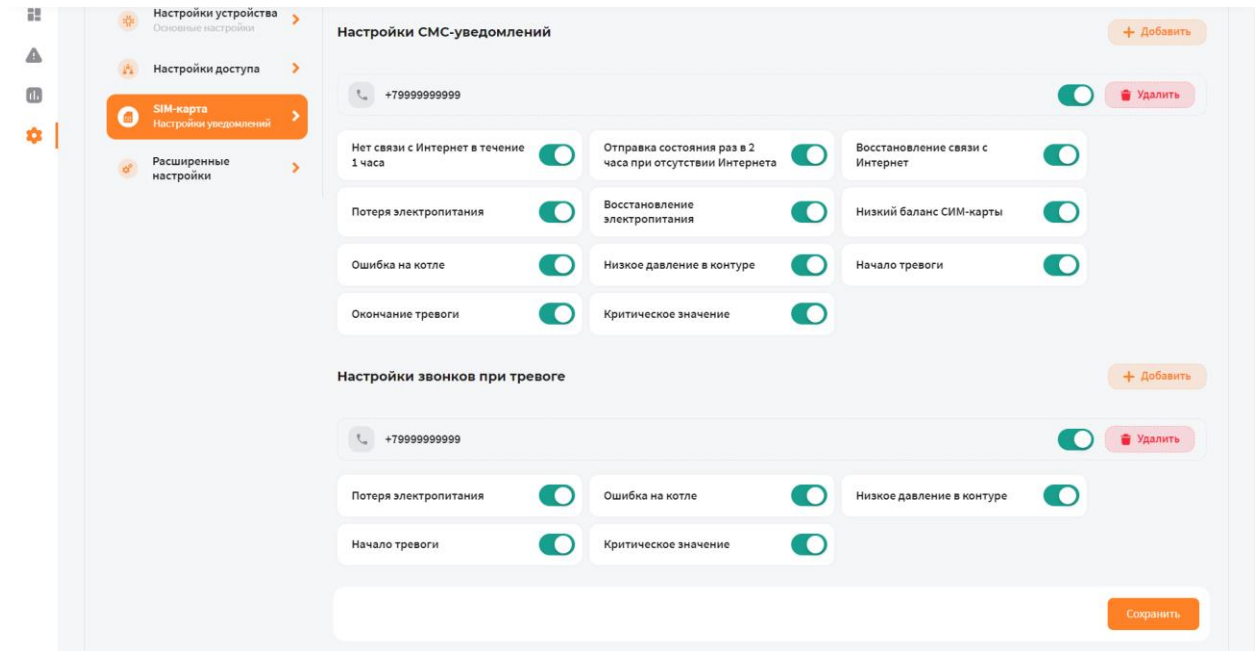 Настройки устройства
Основные настройки
Настройки доступа
SIM-карта
Настройки уведомлений
Расширенные
настройки
Настройки СМС-уведомлений
+ Добавить
+79999999999
Удалить
Нет связи с Интернет в течение
1 часа
Отправка состояния раз в 2
часа при отсутствии Интернета
Восстановление связи с
Интернет
Потеря электропитания
Восстановление
электропитания
Низкий баланс СИМ-карты
Ошибка на котле
Низкое давление в контуре
Начало тревоги
Окончание тревоги
Критическое значение
Настройки звонков при тревоге
+ Добавить
+79999999999
Удалить
Потеря электропитания
Ошибка на котле
Низкое давление в контуре
Начало тревоги
Критическое значение
Сохранить